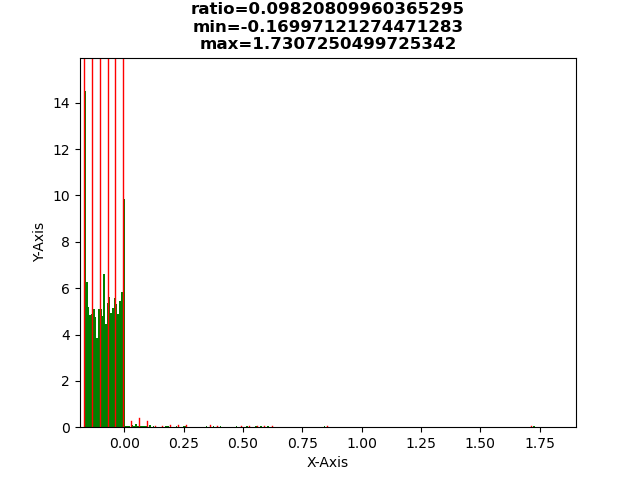 ratio=0.09820809960365295
min=-0.16997121274471283
max=1.7307250499725342
14
12
10
8
6
4
2
0
Y-Axis
0.00 0.25 0.50 0.75 1.00 1.25 1.50 1.75
X-Axis